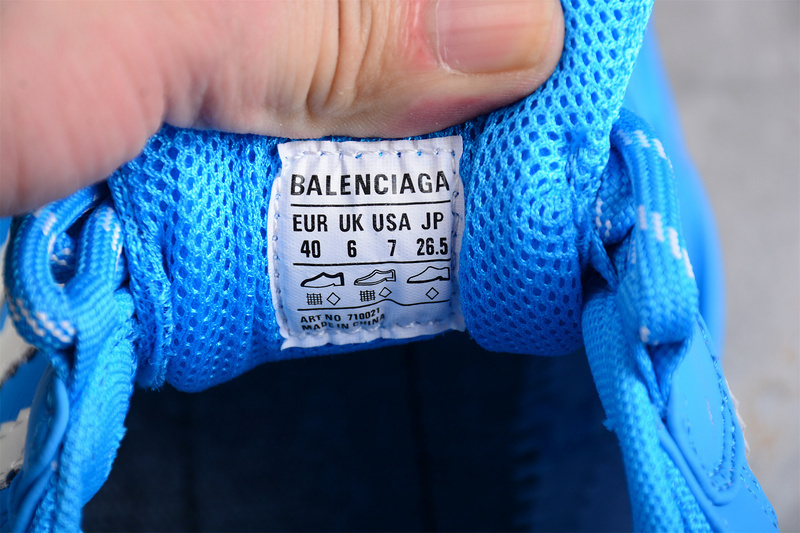 BALENCIAGA
EUR UK USA JP
40 6 7 26.5
ART NO 710021
MADE IN CHINA